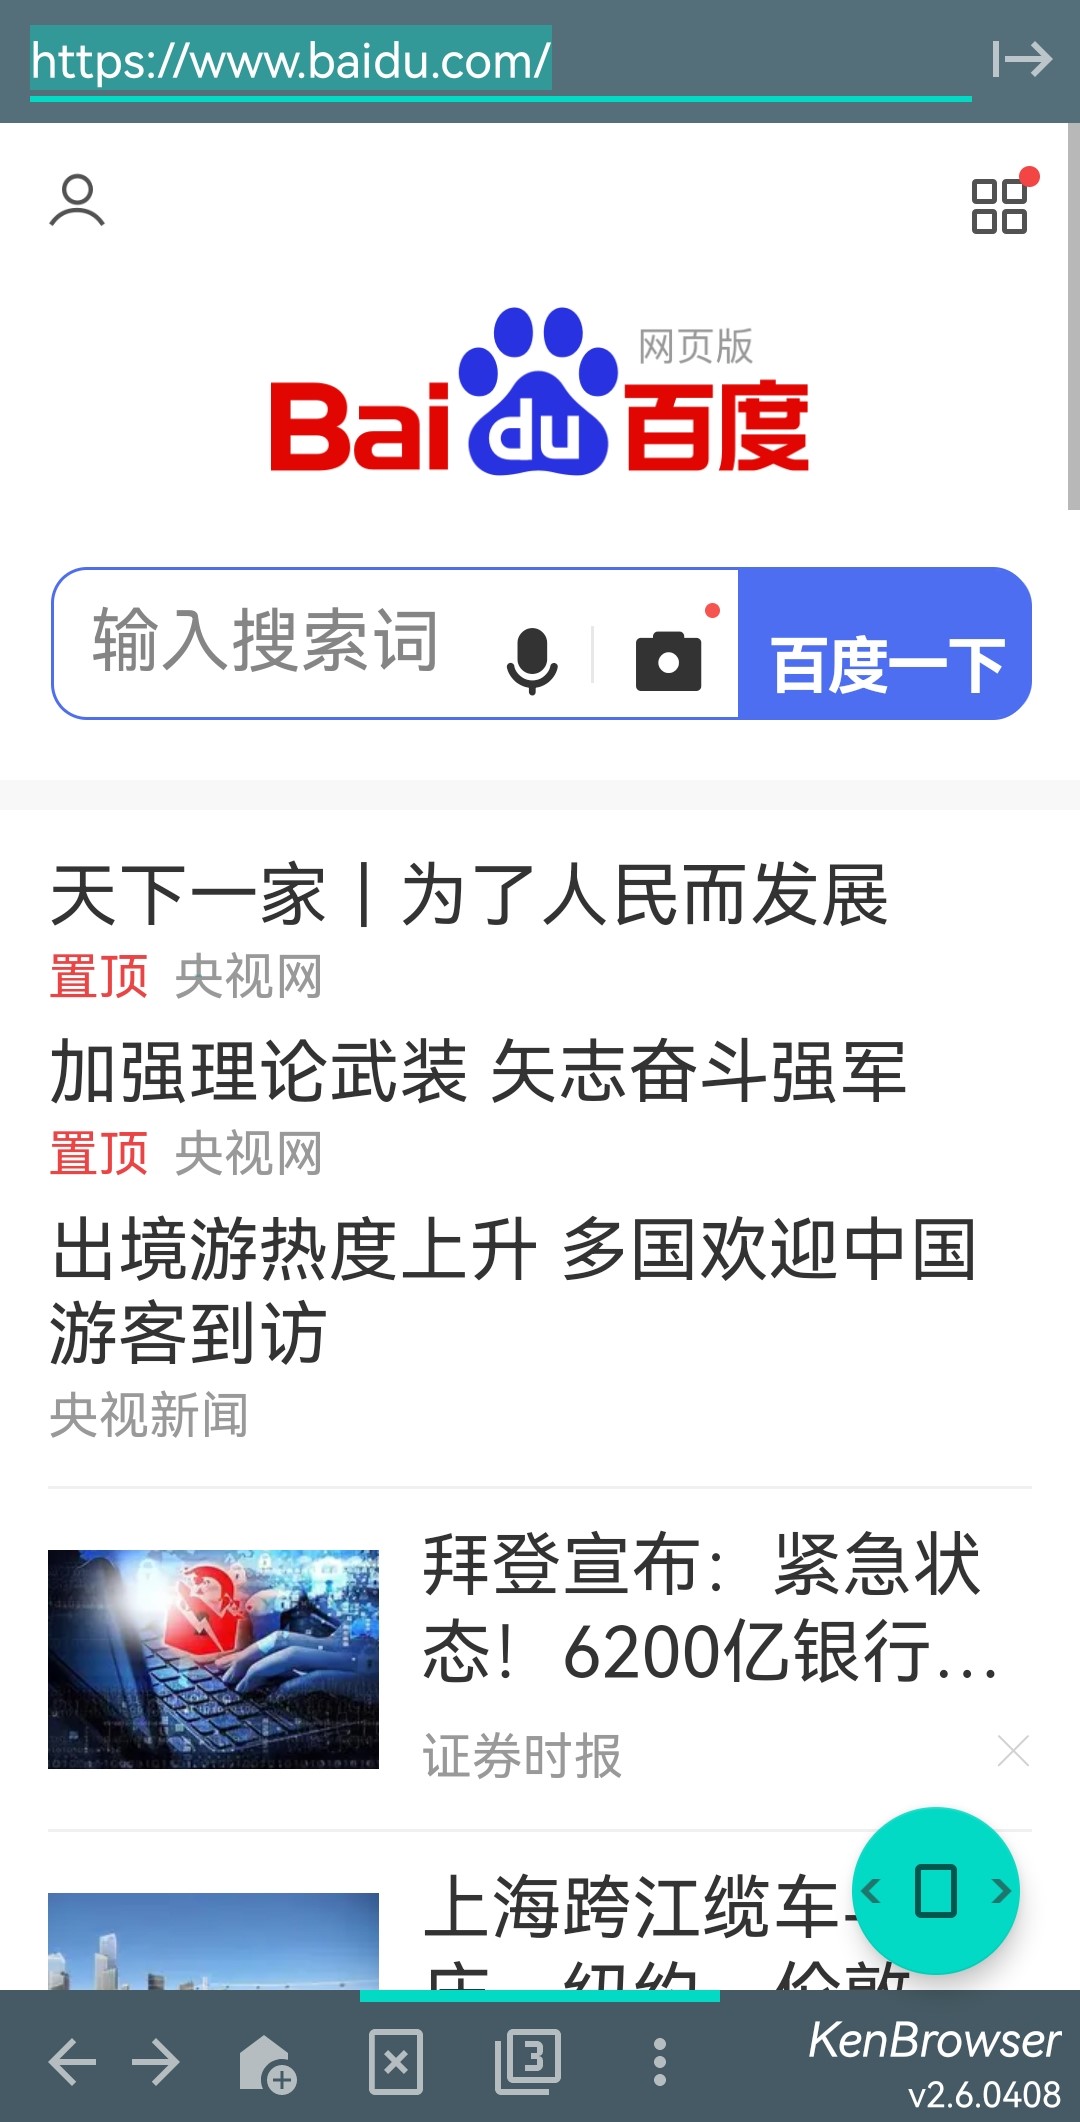 https://www.baidu.com/
网页版
Bai du 百度
输入搜索词
百度一下
天下一家 | 为了人民而发展
置顶 央视网
加强理论武装 矢志奋斗强军
置顶 央视网
出境游热度上升 多国欢迎中国
游客到访
央视新闻
拜登宣布：紧急状
态！6200亿银行...
证券时报
上海跨江缆车
纽约 伦敦
3
KenBrowser
v2.6.0408